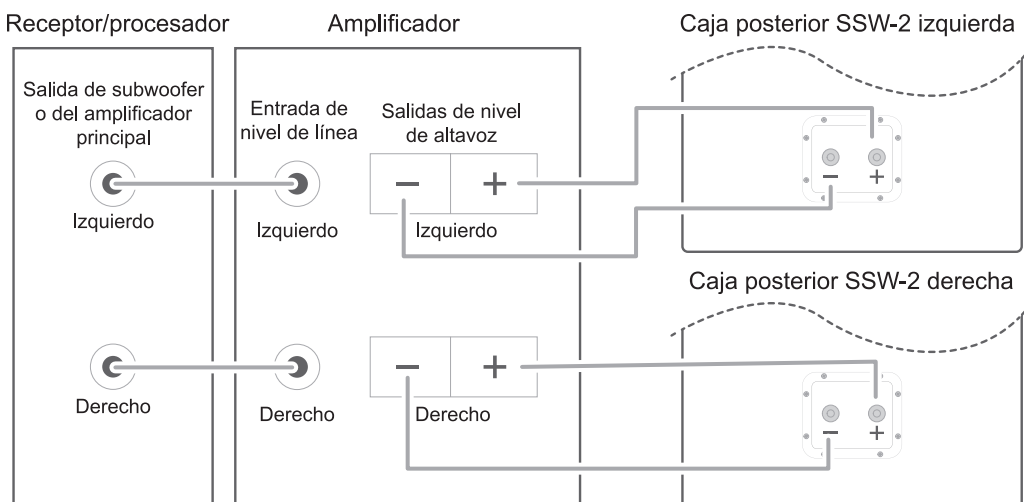 Receptor/procesador
Amplificador
Caja posterior SSW-2 izquierda
Salida de subwoofer
o del amplificador
principal
Entrada de
nivel de línea
Salidas de nivel
de altavoz
− +
− +
Izquierdo
Izquierdo
Izquierdo
Caja posterior SSW-2 derecha
− +
− +
Derecho
Derecho
Derecho